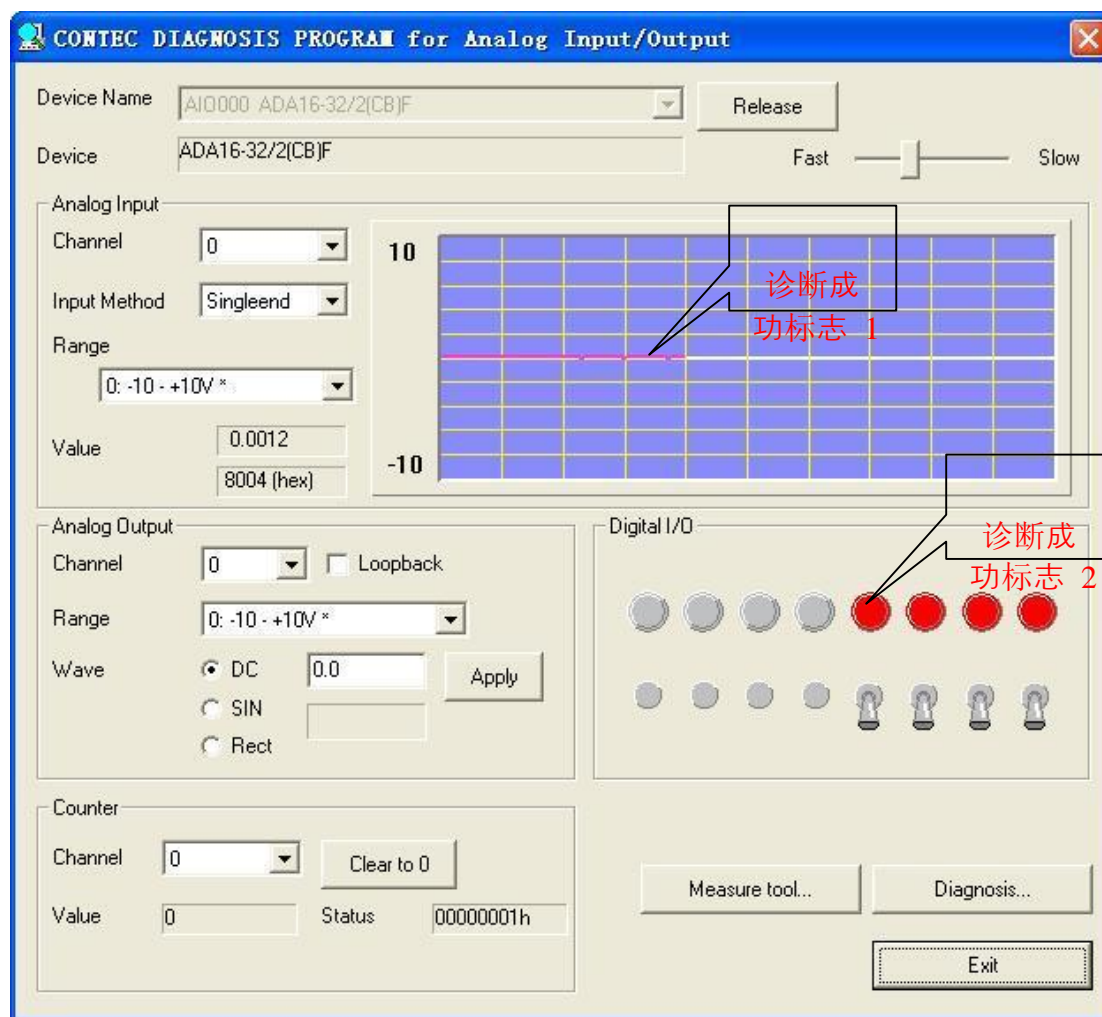 CONTEC DIAGNOSIS PROGRAM for Analog Input/Output
Device Name
AIO000 ADA16-32/2(CB)F
Release
Device
ADA16-32/2(CB)F
Fast
Slow
Analog Input
Channel
0
Input Method
Singleend
Range
0: -10 - +10V *
Value
0.0012
8004 (hex)
10
-10
诊断成
功标志 1
Analog Output
Channel
0
Loopback
Range
0: -10 - +10V *
Wave
DC
0.0
Apply
SIN
Rect
Digital I/O
诊断成
功标志 2
Counter
Channel
0
Clear to 0
Value
0
Status
00000001h
Measure tool...
Diagnosis...
Exit